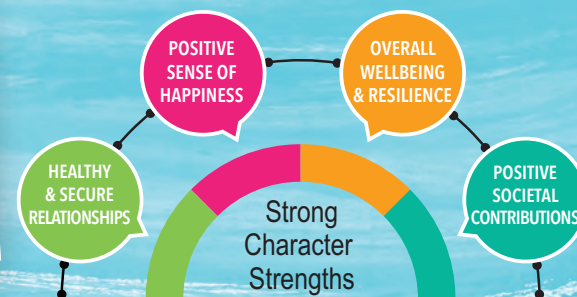 POSITIVE
SENSE OF
HAPPINESS
OVERALL
WELLBEING
& RESILIENCE
HEALTHY
& SECURE
RELATIONSHIPS
POSITIVE
SOCIETAL
CONTRIBUTIONS
Strong
Character
Strengths